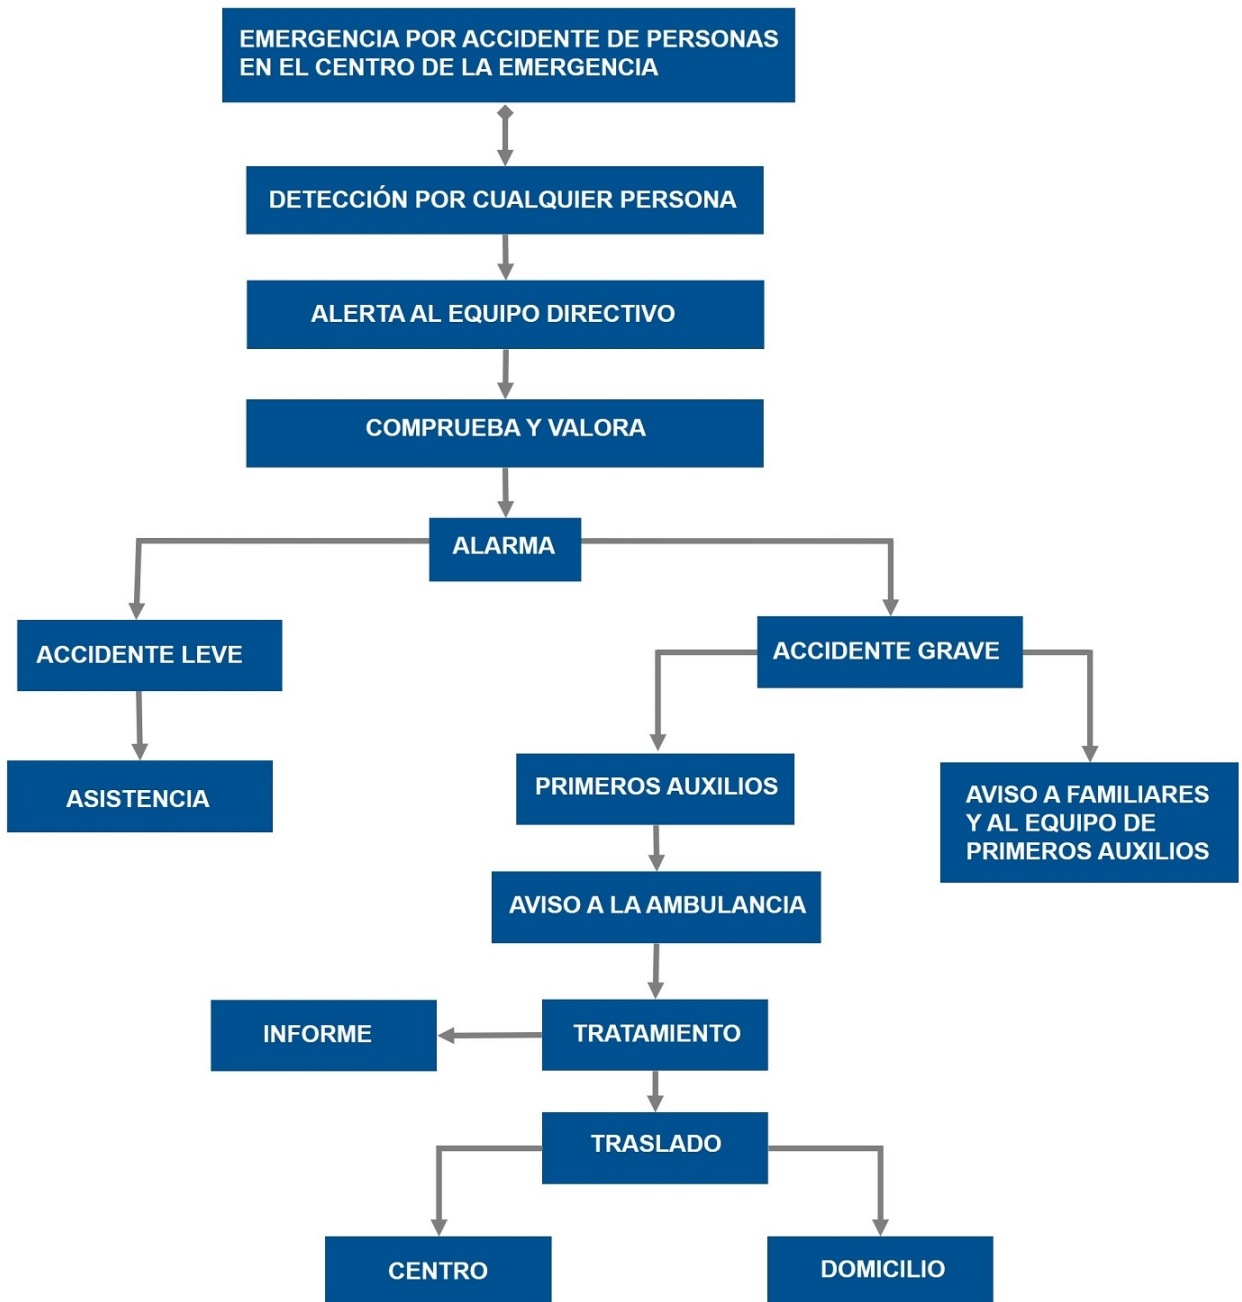 EMERGENCIA POR ACCIDENTE DE PERSONAS
EN EL CENTRO DE LA EMERGENCIA
DETECCIÓN POR CUALQUIER PERSONA
ALERTA AL EQUIPO DIRECTIVO
COMPRUEBA Y VALORA
ALARMA
ACCIDENTE LEVE
ACCIDENTE GRAVE
ASISTENCIA
PRIMEROS AUXILIOS
AVISO A FAMILIARES
Y AL EQUIPO DE
PRIMEROS AUXILIOS
AVISO A LA AMBULANCIA
INFORME
TRATAMIENTO
TRASLADO
CENTRO
DOMICILIO